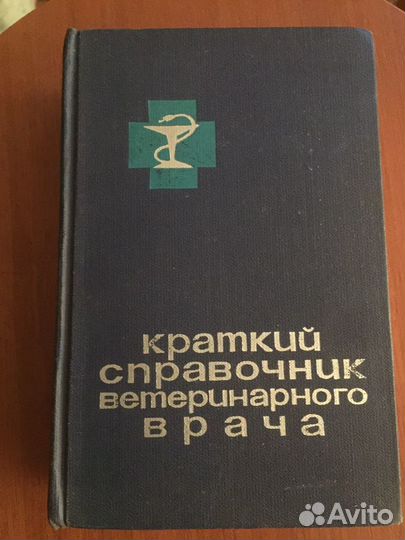 краткий
справочник
ветеринарного
врача
Avito